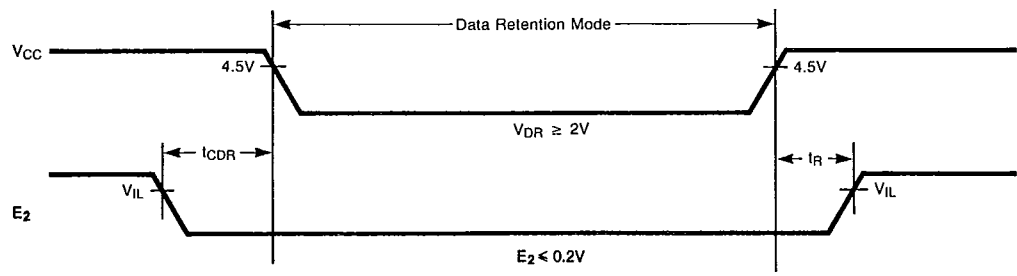 Data Retention Mode
VCC
4.5V
4.5V
VDR ≥ 2V
tCDR
tR
VIL
VIL
E2
E2 ≤ 0.2V